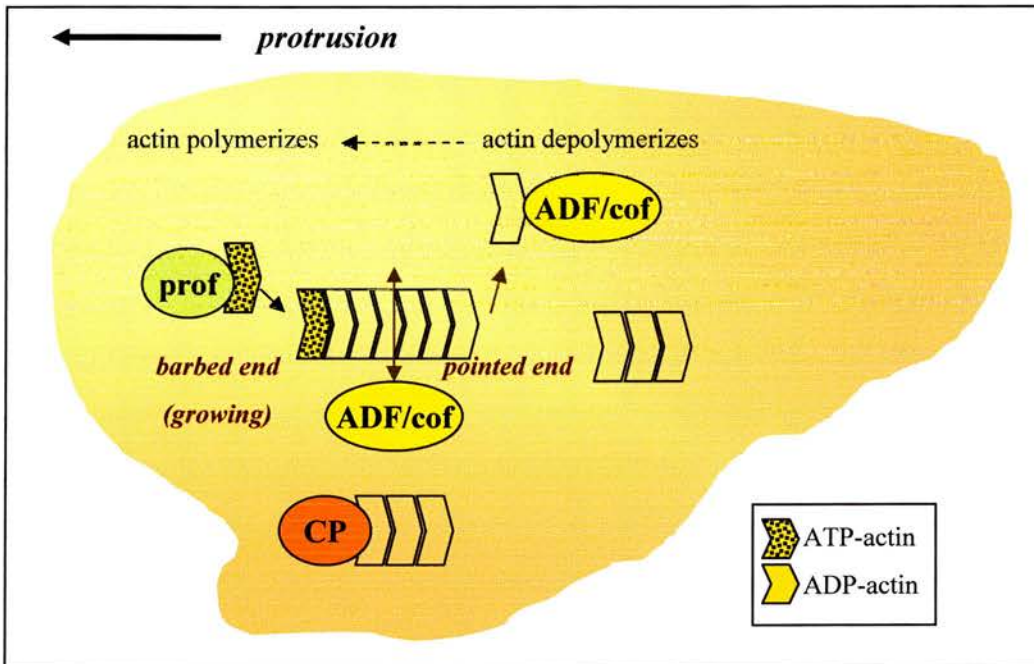 protrusion
actin polymerizes
actin depolymerizes
ADF/cof
prof
barbed end
pointed end
(growing)
ADF/cof
CP
ATP-actin
ADP-actin